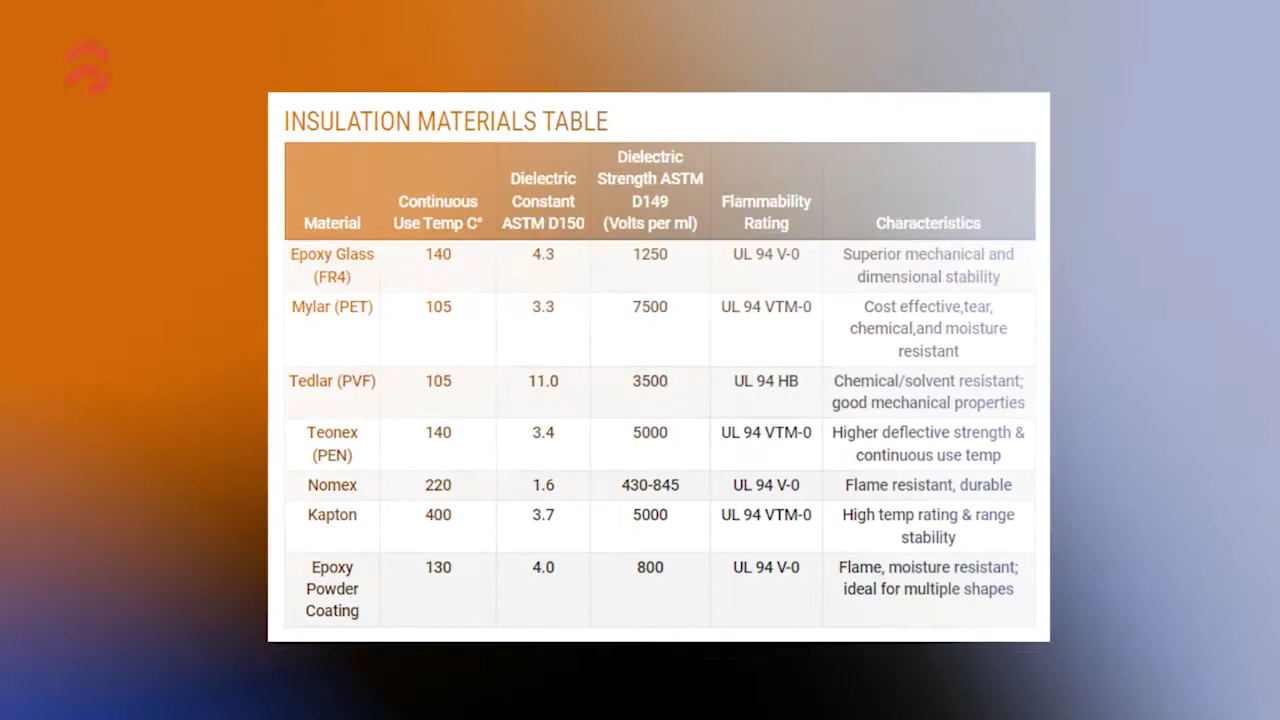 INSULATION MATERIALS TABLE
Material
Continuous
Use Temp C°
Dielectric
Constant
ASTM D150
Dielectric
Strength ASTM
D149
(Volts per ml)
Flammability
Rating
Characteristics
Epoxy Glass
(FR4)
140
4.3
1250
UL 94 V-0
Superior mechanical and
dimensional stability
Mylar (PET)
105
3.3
7500
UL 94 VTM-0
Cost effective,tear,
chemical,and moisture
resistant
Tedlar (PVF)
105
11.0
3500
UL 94 HB
Chemical/solvent resistant;
good mechanical properties
Teonex
(PEN)
140
3.4
5000
UL 94 VTM-0
Higher deflective strength &
continuous use temp
Nomex
220
1.6
430-845
UL 94 V-0
Flame resistant, durable
Kapton
400
3.7
5000
UL 94 VTM-0
High temp rating & range
stability
Epoxy
Powder
Coating
130
4.0
800
UL 94 V-0
Flame, moisture resistant;
ideal for multiple shapes